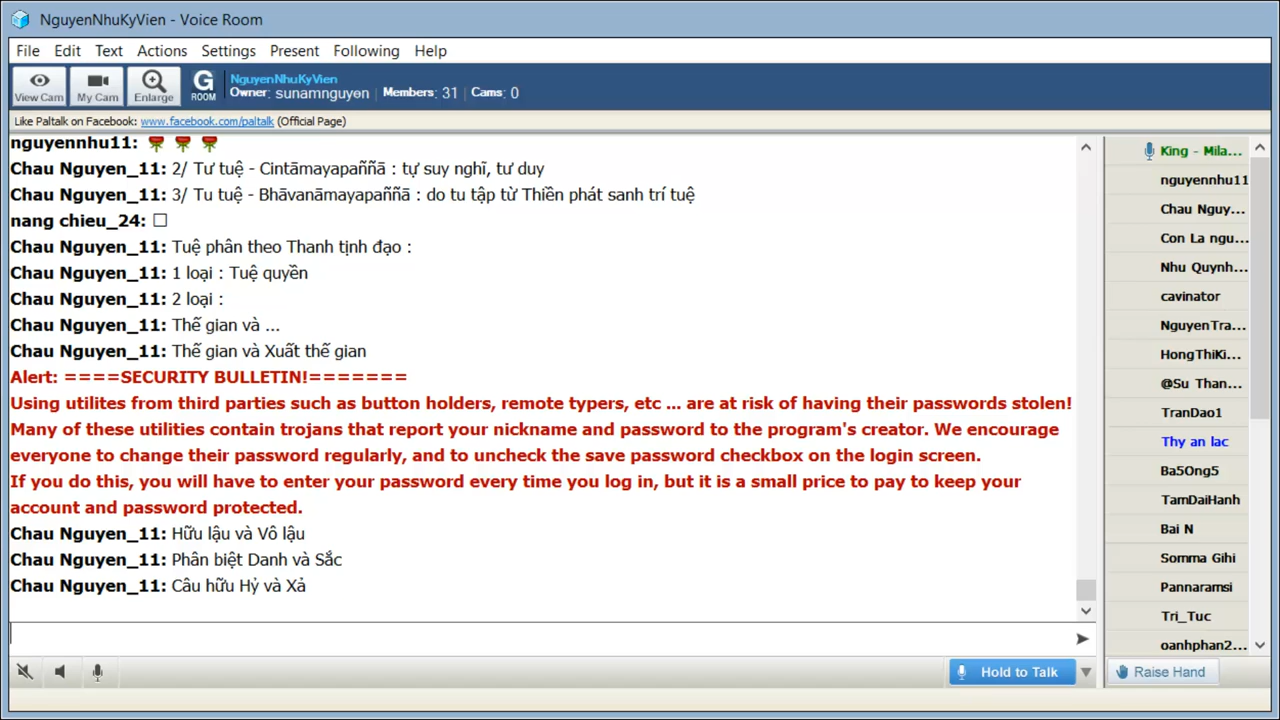 NguyenNhuKyVien - Voice Room
File Edit Text Actions Settings Present Following Help
View Cam
My Cam
Enlarge
G ROOM
NguyenNhuKyVien
Owner: sunamnguyen | Members: 31 | Cams: 0
Like Paltalk on Facebook: www.facebook.com/paltalk (Official Page)
nguyennhu11:
Chau Nguyen_11: 2/ Tư tuệ - Cintāmayapaññā : tự suy nghĩ, tư duy
Chau Nguyen_11: 3/ Tu tuệ - Bhāvanāmayapaññā : do tu tập từ Thiền phát sanh trí tuệ
nang chieu_24: □
Chau Nguyen_11: Tuệ phân theo Thanh tịnh đạo :
Chau Nguyen_11: 1 loại : Tuệ quyền
Chau Nguyen_11: 2 loại :
Chau Nguyen_11: Thế gian và ...
Chau Nguyen_11: Thế gian và Xuất thế gian
Alert: ====SECURITY BULLETIN!=======
Using utilites from third parties such as button holders, remote typers, etc ... are at risk of having their passwords stolen!
Many of these utilities contain trojans that report your nickname and password to the program's creator. We encourage
everyone to change their password regularly, and to uncheck the save password checkbox on the login screen.
If you do this, you will have to enter your password every time you log in, but it is a small price to pay to keep your
account and password protected.
Chau Nguyen_11: Hữu lậu và Vô lậu
Chau Nguyen_11: Phân biệt Danh và Sắc
Chau Nguyen_11: Câu hữu Hỷ và Xả
King - Mila...
nguyennhu11
Chau Nguy...
Con La ngu...
Nhu Quynh...
cavinator
NguyenTra...
HongThiKi...
@Su Than...
TranDao1
Thy an lac
Ba5Ong5
TamDaiHanh
Bai N
Somma Gihi
Pannaramsi
Tri_Tuc
oanhphan2...
Hold to Talk
Raise Hand